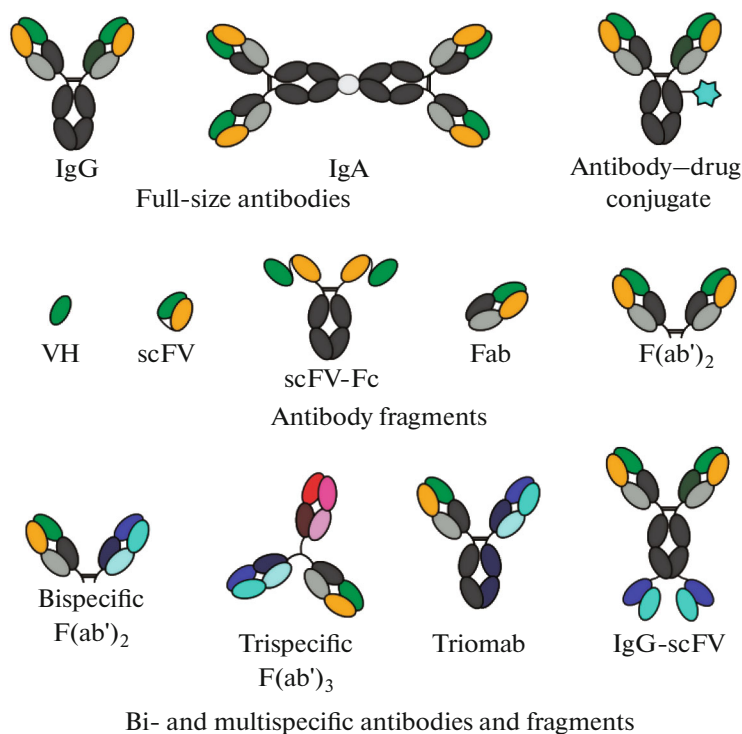 IgG
IgA
Antibody–drug
conjugate
Full-size antibodies
VH
scFV
scFV-Fc
Fab
F(ab')₂
Antibody fragments
Bispecific
F(ab')₂
Trispecific
F(ab')₃
Triomab
IgG-scFV
Bi- and multispecific antibodies and fragments